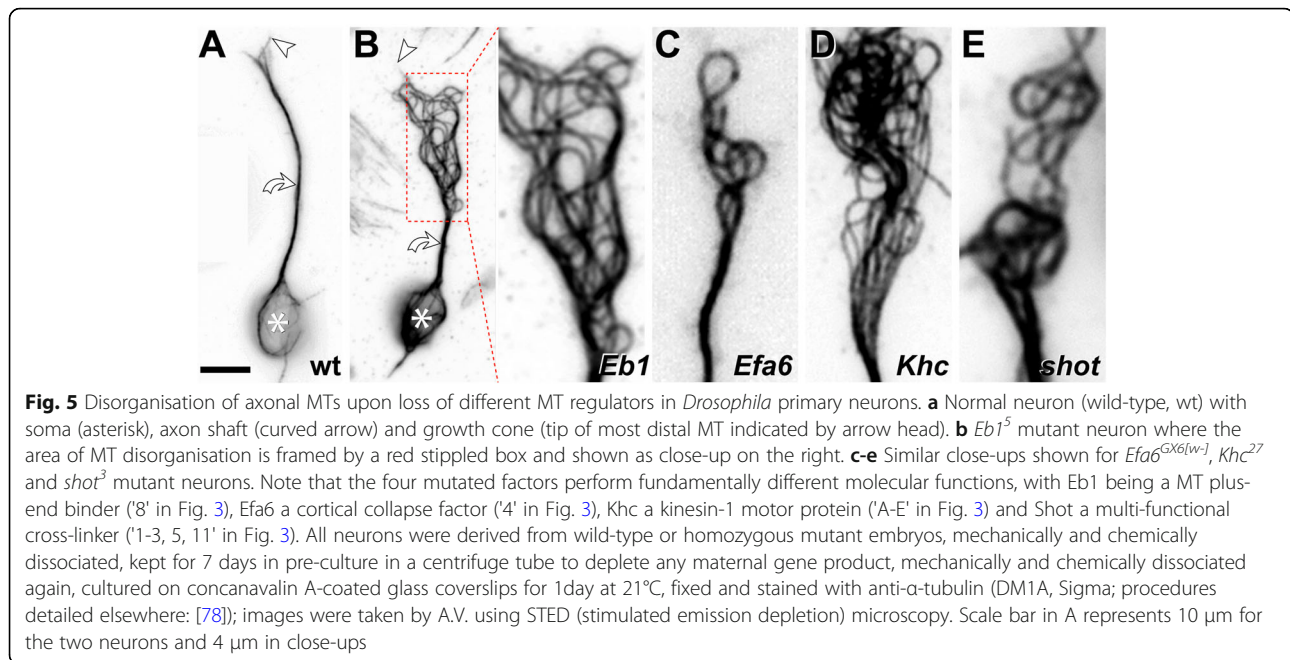 A B C D E
wt Eb1 Efa6 Khc shot
Fig. 5 Disorganisation of axonal MTs upon loss of different MT regulators in Drosophila primary neurons. a Normal neuron (wild-type, wt) with
soma (asterisk), axon shaft (curved arrow) and growth cone (tip of most distal MT indicated by arrow head). b Eb1⁵ mutant neuron where the
area of MT disorganisation is framed by a red stippled box and shown as close-up on the right. c-e Similar close-ups shown for Efa6^GX6[w-], Khc²⁷
and shot³ mutant neurons. Note that the four mutated factors perform fundamentally different molecular functions, with Eb1 being a MT plus-
end binder ('8' in Fig. 3), Efa6 a cortical collapse factor ('4' in Fig. 3), Khc a kinesin-1 motor protein ('A-E' in Fig. 3) and Shot a multi-functional
cross-linker ('1-3, 5, 11' in Fig. 3). All neurons were derived from wild-type or homozygous mutant embryos, mechanically and chemically
dissociated, kept for 7 days in pre-culture in a centrifuge tube to deplete any maternal gene product, mechanically and chemically dissociated
again, cultured on concanavalin A-coated glass coverslips for 1day at 21°C, fixed and stained with anti-α-tubulin (DM1A, Sigma; procedures
detailed elsewhere: [78]); images were taken by A.V. using STED (stimulated emission depletion) microscopy. Scale bar in A represents 10 μm for
the two neurons and 4 μm in close-ups